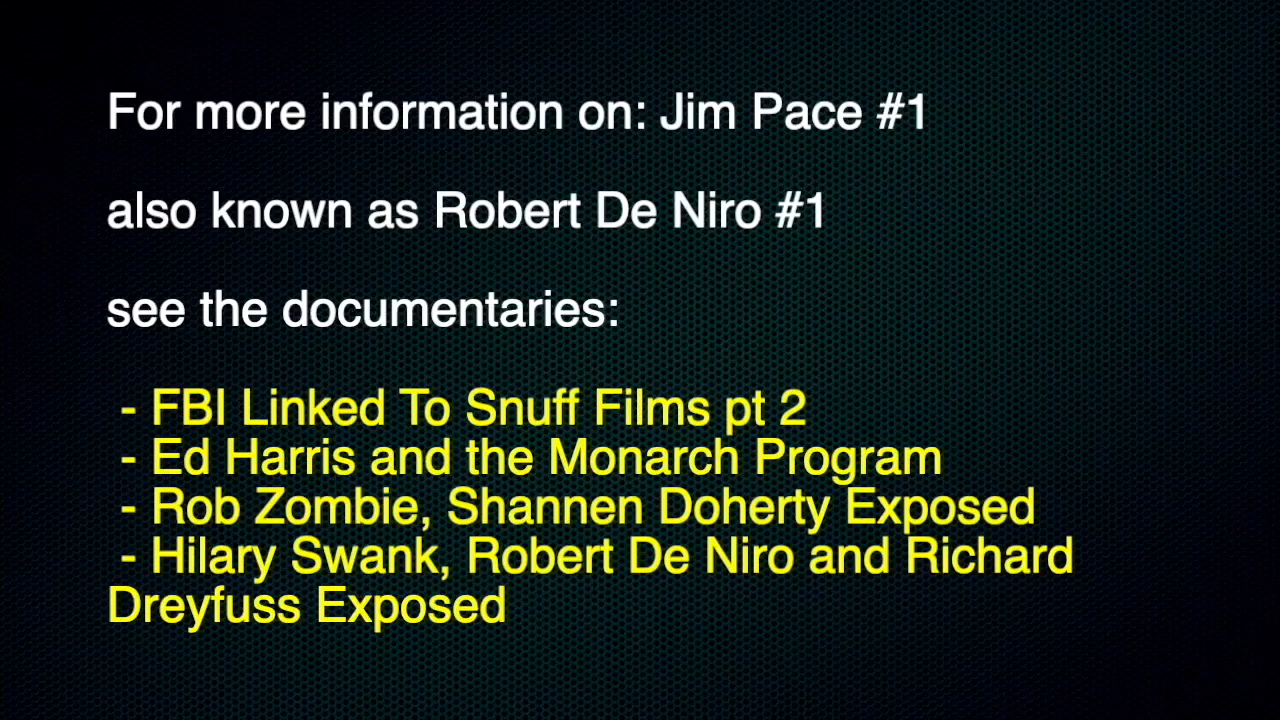 For more information on: Jim Pace #1
also known as Robert De Niro #1
see the documentaries:
- FBI Linked To Snuff Films pt 2
- Ed Harris and the Monarch Program
- Rob Zombie, Shannen Doherty Exposed
- Hilary Swank, Robert De Niro and Richard
Dreyfuss Exposed